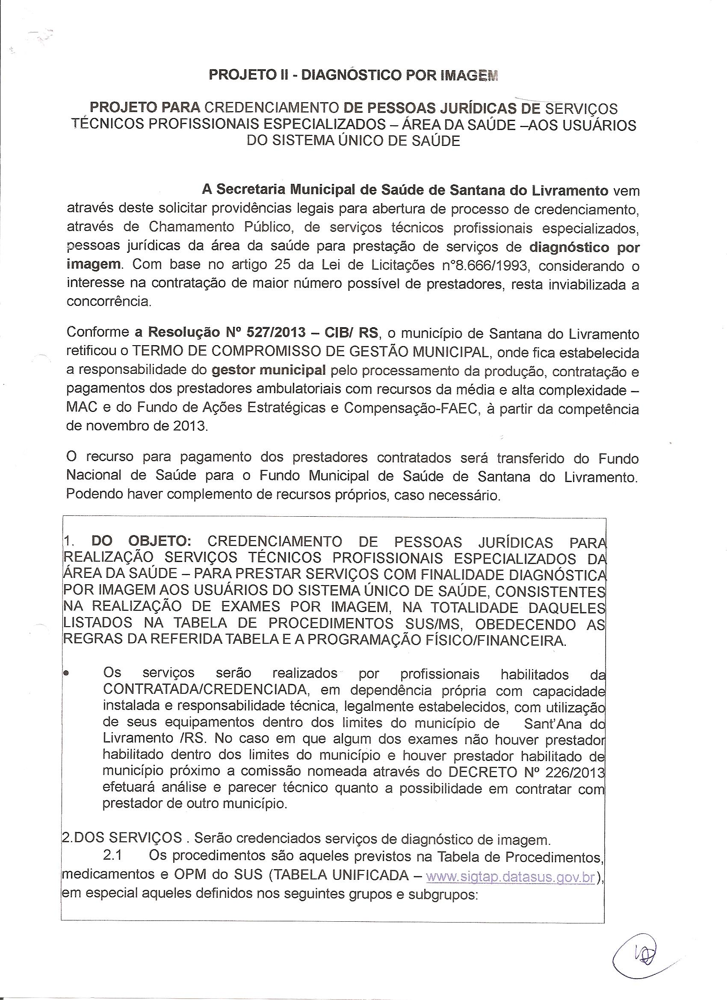 PROJETO II - DIAGNÓSTICO POR IMAGEM
PROJETO PARA CREDENCIAMENTO DE PESSOAS JURÍDICAS DE SERVIÇOS
TÉCNICOS PROFISSIONAIS ESPECIALIZADOS – ÁREA DA SAÚDE –AOS USUÁRIOS
DO SISTEMA ÚNICO DE SAÚDE
A Secretaria Municipal de Saúde de Santana do Livramento vem
através deste solicitar providências legais para abertura de processo de credenciamento,
através de Chamamento Público, de serviços técnicos profissionais especializados,
pessoas jurídicas da área da saúde para prestação de serviços de diagnóstico por
imagem. Com base no artigo 25 da Lei de Licitações n°8.666/1993, considerando o
interesse na contratação de maior número possível de prestadores, resta inviabilizada a
concorrência.
Conforme a Resolução Nº 527/2013 – CIB/ RS, o município de Santana do Livramento
retificou o TERMO DE COMPROMISSO DE GESTÃO MUNICIPAL, onde fica estabelecida
a responsabilidade do gestor municipal pelo processamento da produção, contratação e
pagamentos dos prestadores ambulatoriais com recursos da média e alta complexidade –
MAC e do Fundo de Ações Estratégicas e Compensação-FAEC, à partir da competência
de novembro de 2013.
O recurso para pagamento dos prestadores contratados será transferido do Fundo
Nacional de Saúde para o Fundo Municipal de Saúde de Santana do Livramento.
Podendo haver complemento de recursos próprios, caso necessário.
1. DO OBJETO: CREDENCIAMENTO DE PESSOAS JURÍDICAS PARA
REALIZAÇÃO SERVIÇOS TÉCNICOS PROFISSIONAIS ESPECIALIZADOS DA
ÁREA DA SAÚDE – PARA PRESTAR SERVIÇOS COM FINALIDADE DIAGNÓSTICA
POR IMAGEM AOS USUÁRIOS DO SISTEMA ÚNICO DE SAÚDE, CONSISTENTES
NA REALIZAÇÃO DE EXAMES POR IMAGEM, NA TOTALIDADE DAQUELES
LISTADOS NA TABELA DE PROCEDIMENTOS SUS/MS, OBEDECENDO AS
REGRAS DA REFERIDA TABELA E A PROGRAMAÇÃO FÍSICO/FINANCEIRA.
• Os serviços serão realizados por profissionais habilitados da
CONTRATADA/CREDENCIADA, em dependência própria com capacidade
instalada e responsabilidade técnica, legalmente estabelecidos, com utilização
de seus equipamentos dentro dos limites do município de Sant'Ana do
Livramento /RS. No caso em que algum dos exames não houver prestador
habilitado dentro dos limites do município e houver prestador habilitado de
município próximo a comissão nomeada através do DECRETO Nº 226/2013
efetuará análise e parecer técnico quanto a possibilidade em contratar com
prestador de outro município.
2.DOS SERVIÇOS . Serão credenciados serviços de diagnóstico de imagem.
2.1 Os procedimentos são aqueles previstos na Tabela de Procedimentos,
medicamentos e OPM do SUS (TABELA UNIFICADA – www.sigtap.datasus.gov.br),
em especial aqueles definidos nos seguintes grupos e subgrupos: